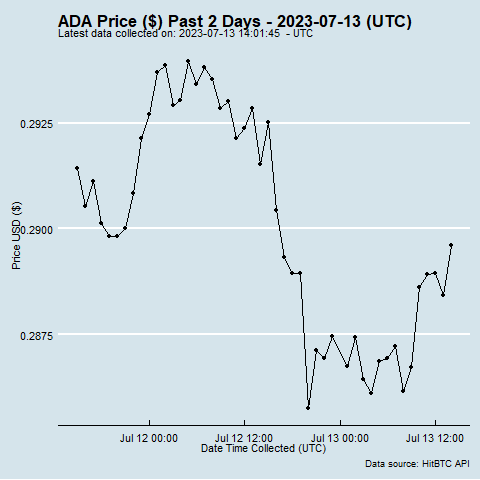 ADA Price ($) Past 2 Days - 2023-07-13 (UTC)
Latest data collected on: 2023-07-13 14:01:45 - UTC
0.2925
0.2900
0.2875
Price USD ($)
Jul 12 00:00 Jul 12 12:00 Jul 13 00:00 Jul 13 12:00
Date Time Collected (UTC)
Data source: HitBTC API